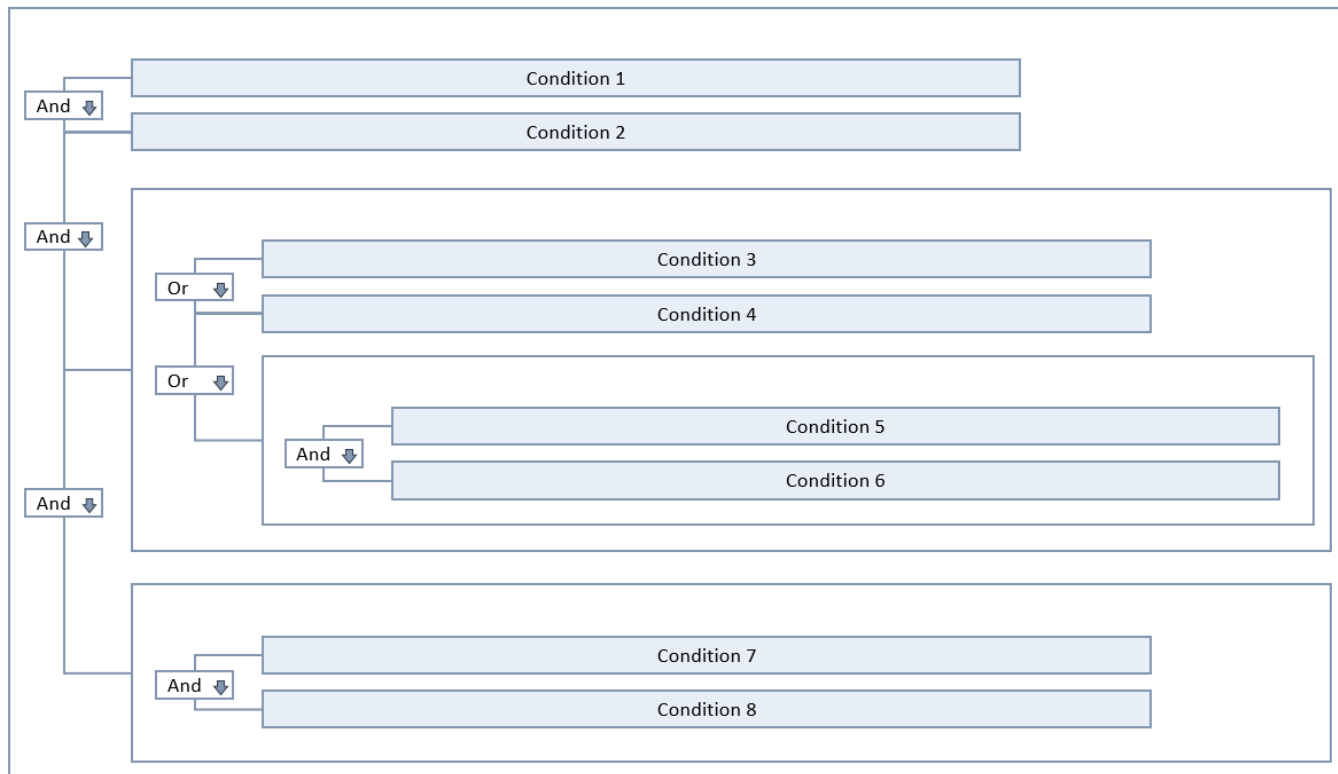 Condition 1
And
Condition 2
And
Condition 3
Or
Condition 4
Or
Condition 5
And
Condition 6
And
Condition 7
And
Condition 8